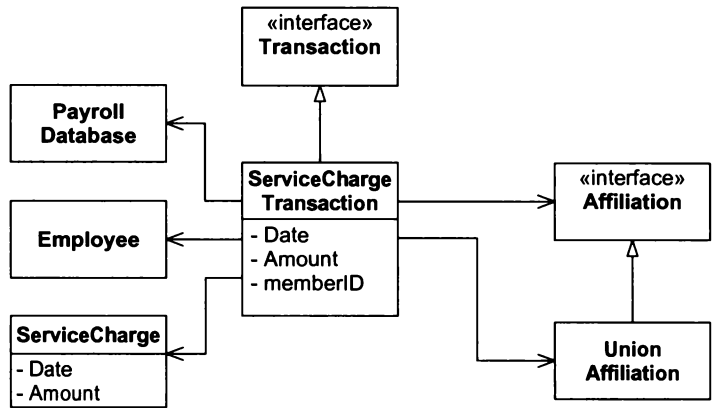 «interface»
Transaction
Payroll
Database
ServiceCharge
Transaction
- Date
- Amount
- memberID
«interface»
Affiliation
Employee
ServiceCharge
- Date
- Amount
Union
Affiliation